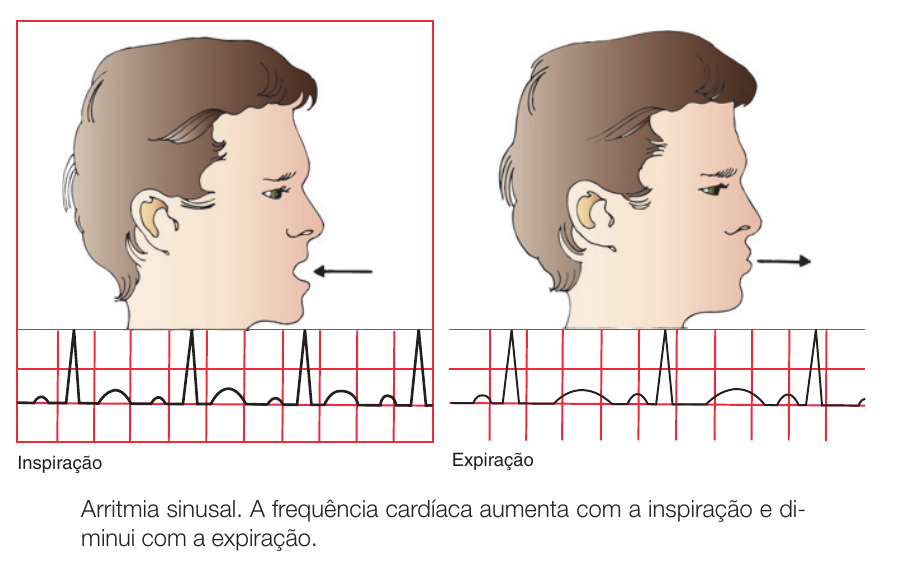 Inspiração
Expiração
Arritmia sinusal. A frequência cardíaca aumenta com a inspiração e di-
minui com a expiração.